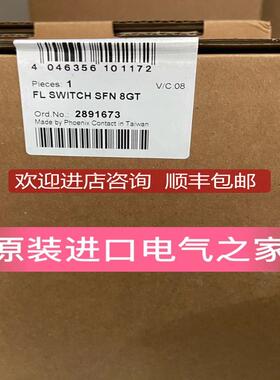 4 046356 101172
Pieces: 1
V/C 08
FL SWITCH SFN 8GT
Ord.No.: 2891673
Made by Phoenix Contact in Taiwan
欢迎进店咨询 顺丰包邮
原装进口电气之家